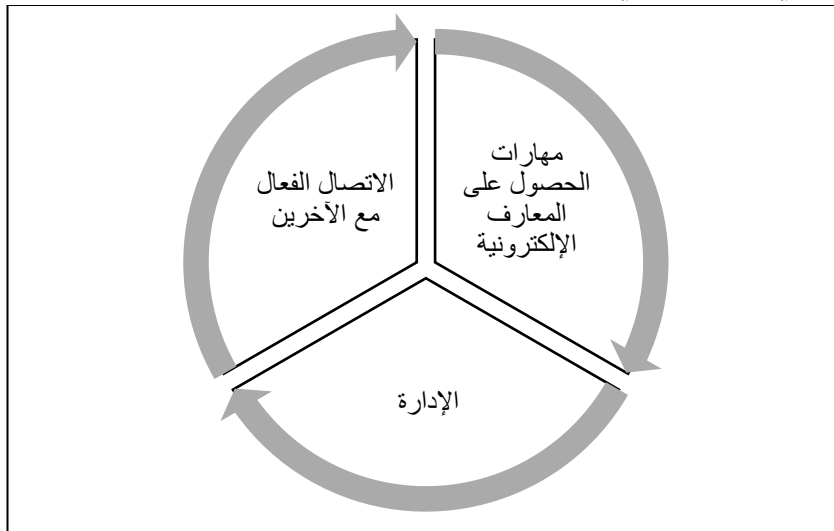 مهارات
الحصول على
المعارف
الإلكترونية
الاتصال الفعال
مع الآخرين
الإدارة